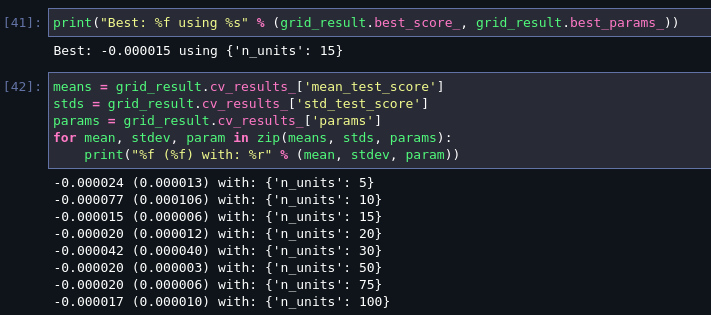 [41]: print("Best: %f using %s" % (grid_result.best_score_, grid_result.best_params_))
Best: -0.000015 using {'n_units': 15}
[42]: means = grid_result.cv_results_['mean_test_score']
stds = grid_result.cv_results_['std_test_score']
params = grid_result.cv_results_['params']
for mean, stdev, param in zip(means, stds, params):
    print("%f (%f) with: %r" % (mean, stdev, param))
-0.000024 (0.000013) with: {'n_units': 5}
-0.000077 (0.000106) with: {'n_units': 10}
-0.000015 (0.000006) with: {'n_units': 15}
-0.000020 (0.000012) with: {'n_units': 20}
-0.000042 (0.000040) with: {'n_units': 30}
-0.000020 (0.000003) with: {'n_units': 50}
-0.000020 (0.000006) with: {'n_units': 75}
-0.000017 (0.000010) with: {'n_units': 100}